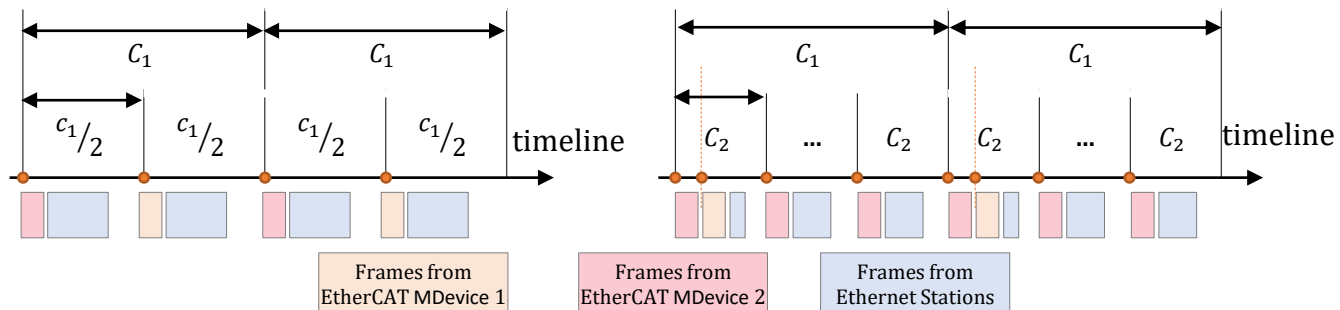 C₁ C₁ C₁ C₁
c₁/2 c₁/2 c₁/2 c₁/2 timeline C₂ ... C₂ C₂ ... C₂ timeline
Frames from Frames from Frames from
EtherCAT MDevice 1 EtherCAT MDevice 2 Ethernet Stations